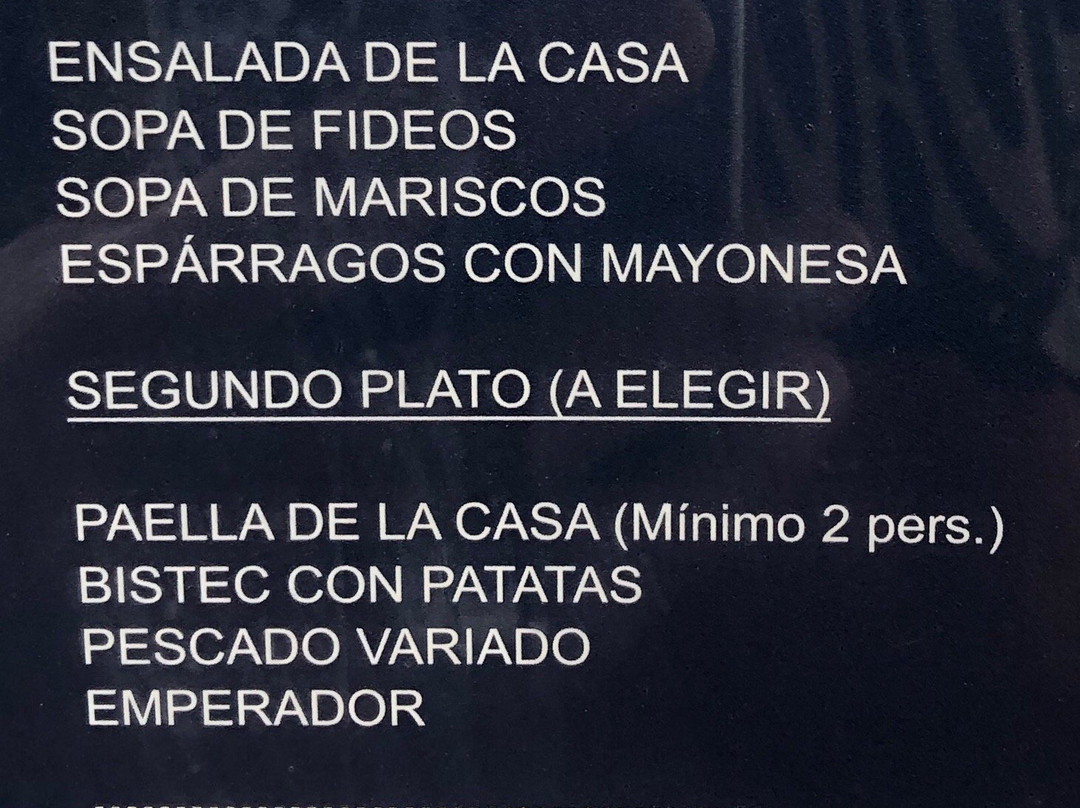 ENSALADA DE LA CASA
SOPA DE FIDEOS
SOPA DE MARISCOS
ESPÁRRAGOS CON MAYONESA
SEGUNDO PLATO (A ELEGIR)
PAELLA DE LA CASA (Mínimo 2 pers.)
BISTEC CON PATATAS
PESCADO VARIADO
EMPERADOR